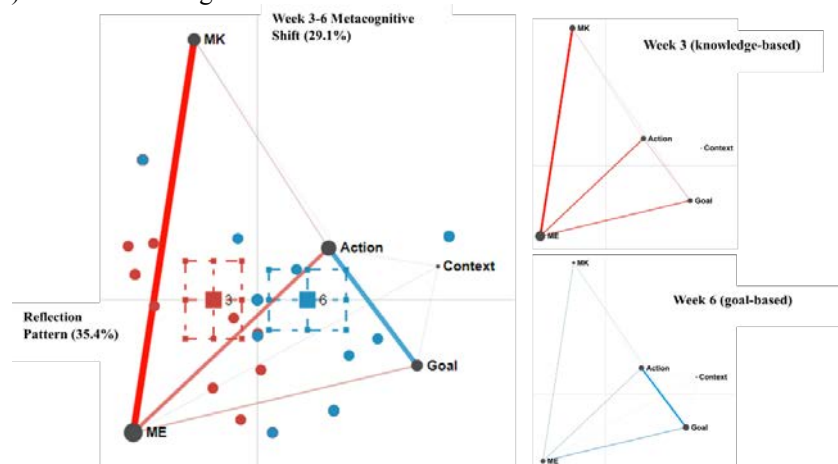 Week 3-6 Metacognitive
Shift (29.1%)
MK
Action
Context
3
6
Reflection
Pattern (35.4%)
Goal
ME
Week 3 (knowledge-based)
MK
Action
Context
Goal
ME
Week 6 (goal-based)
MK
Action
Context
Goal
ME